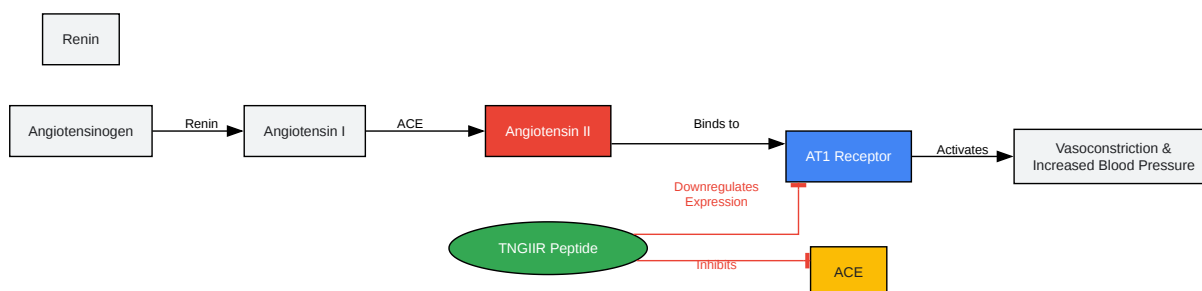 Renin
Angiotensinogen
Renin
Angiotensin I
ACE
Angiotensin II
Binds to
AT1 Receptor
Activates
Vasoconstriction &
Increased Blood Pressure
Downregulates
Expression
TNGIIR Peptide
Inhibits
ACE